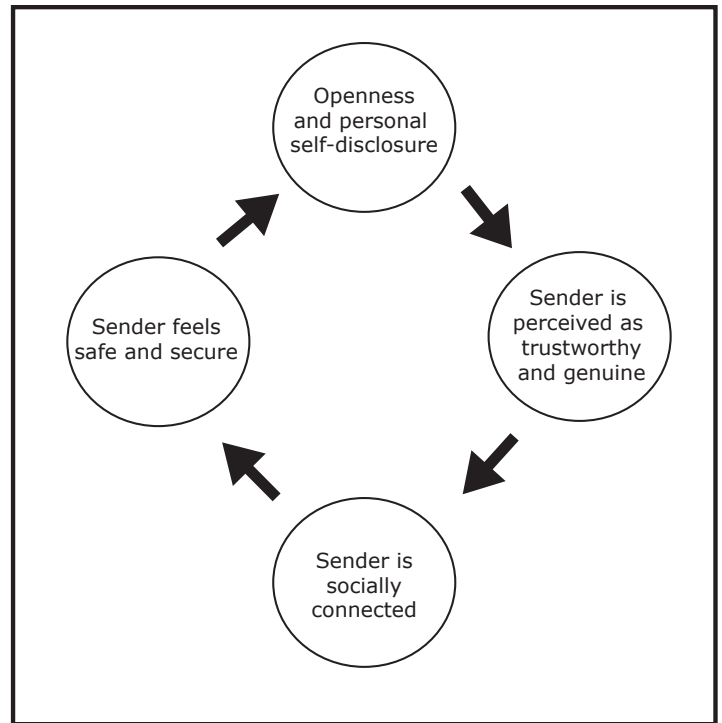 Openness
and personal
self-disclosure
Sender is
perceived as
trustworthy
and genuine
Sender is
socially
connected
Sender feels
safe and secure